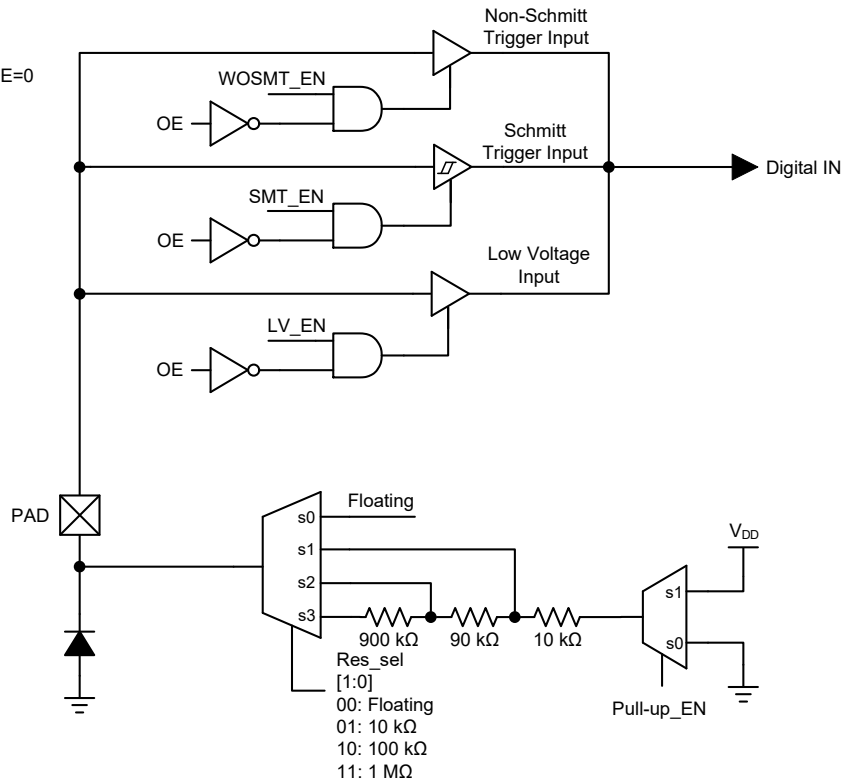 Non-Schmitt
Trigger Input
E=0
WOSMT_EN
OE
Schmitt
Trigger Input
Digital IN
SMT_EN
OE
Low Voltage
Input
LV_EN
OE
PAD
Floating
s0
s1
s2
s3
900 kΩ
90 kΩ
10 kΩ
VDD
s1
s0
Pull-up_EN
Res_sel
[1:0]
00: Floating
01: 10 kΩ
10: 100 kΩ
11: 1 MΩ